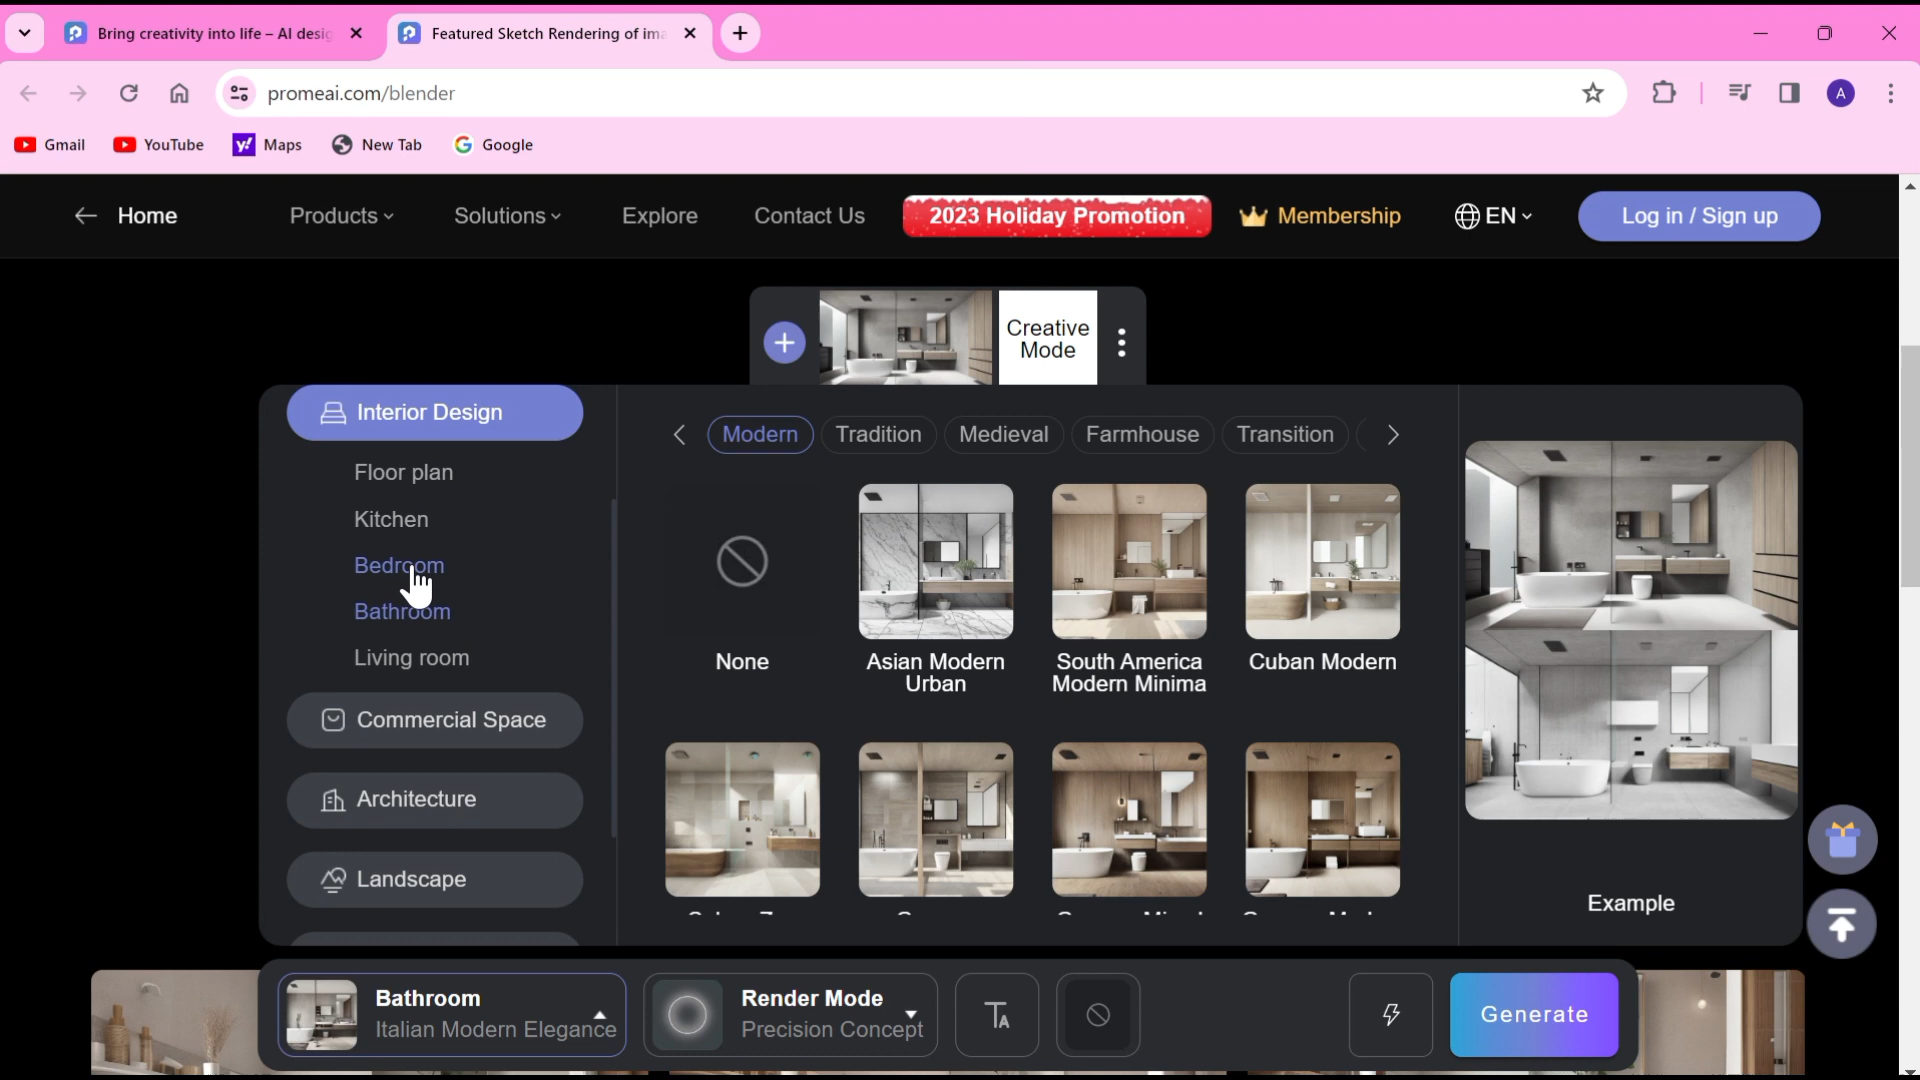 Bring creativity into life – AI desig
Featured Sketch Rendering of ima
promeai.com/blender
A
Gmail
YouTube
Maps
New Tab
Google
Home
Products
Solutions
Explore
Contact Us
2023 Holiday Promotion
Membership
EN
Log in / Sign up
Creative
Mode
Interior Design
Floor plan
Kitchen
Bedroom
Bathroom
Living room
Commercial Space
Architecture
Landscape
Modern
Tradition
Medieval
Farmhouse
Transition
None
Asian Modern
Urban
South America
Modern Minima
Cuban Modern
Example
Bathroom
Italian Modern Elegance
Render Mode
Precision Concept
TA
Generate